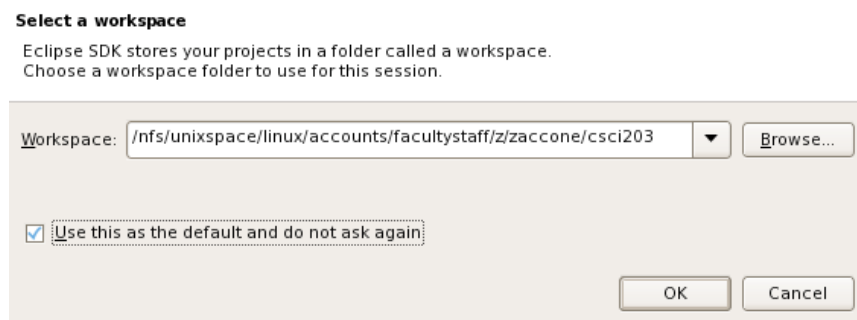 Select a workspace
Eclipse SDK stores your projects in a folder called a workspace.
Choose a workspace folder to use for this session.
Workspace: /nfs/unixspace/linux/accounts/facultystaff/z/zaccone/csci203 Browse...
Use this as the default and do not ask again
OK Cancel